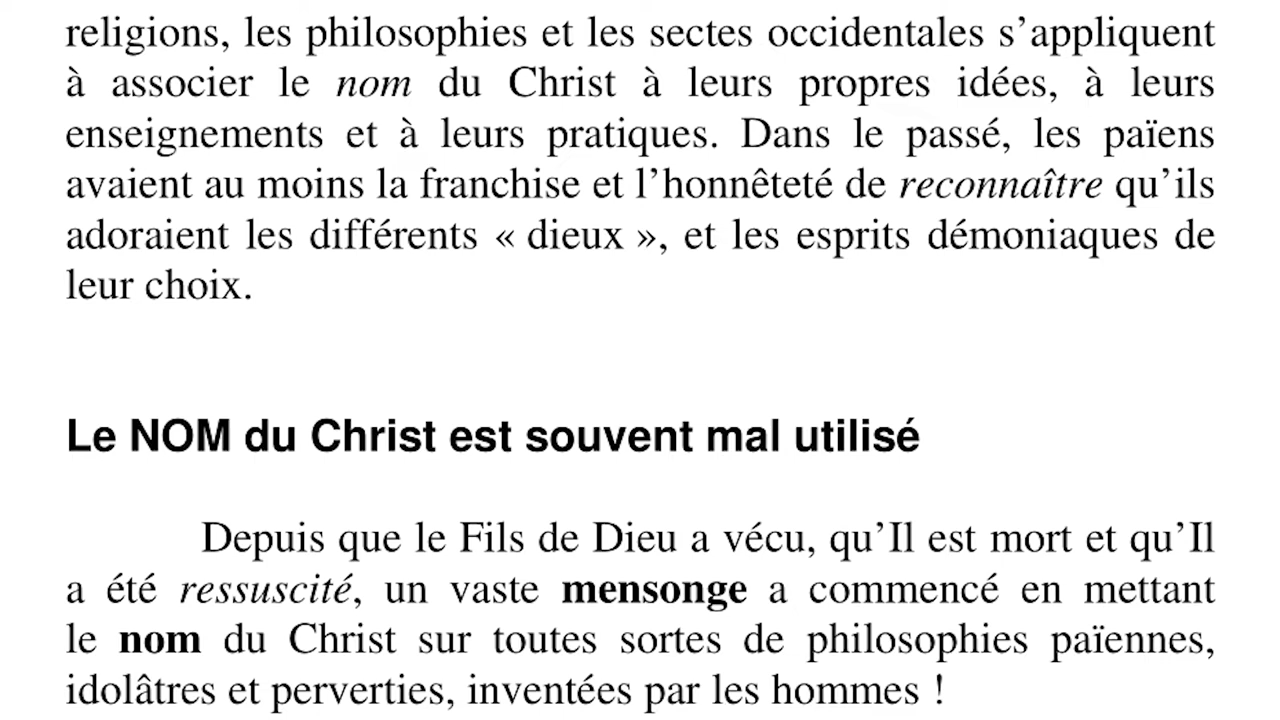 religions, les philosophies et les sectes occidentales s’appliquent
à associer le nom du Christ à leurs propres idées, à leurs
enseignements et à leurs pratiques. Dans le passé, les païens
avaient au moins la franchise et l’honnêteté de reconnaître qu’ils
adoraient les différents « dieux », et les esprits démoniaques de
leur choix.
Le NOM du Christ est souvent mal utilisé
Depuis que le Fils de Dieu a vécu, qu’Il est mort et qu’Il
a été ressuscité, un vaste mensonge a commencé en mettant
le nom du Christ sur toutes sortes de philosophies païennes,
idolâtres et perverties, inventées par les hommes !